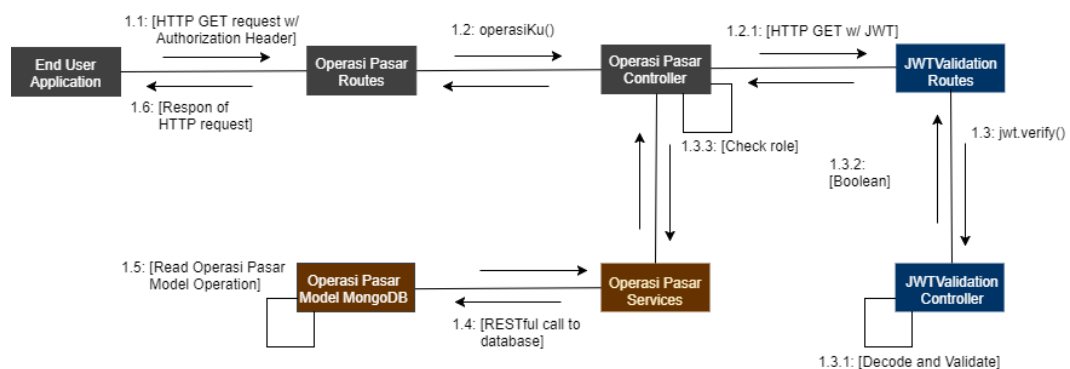 1.1: [HTTP GET request w/
Authorization Header]
1.2: operasiKu()
1.2.1: [HTTP GET w/ JWT]
End User
Application
Operasi Pasar
Routes
Operasi Pasar
Controller
JWTValidation
Routes
1.6: [Respon of
HTTP request]
1.3: jwt.verify()
1.3.3: [Check role]
1.3.2:
[Boolean]
1.5: [Read Operasi Pasar
Model Operation]
Operasi Pasar
Model MongoDB
Operasi Pasar
Services
JWTValidation
Controller
1.4: [RESTful call to
database]
1.3.1: [Decode and Validate]